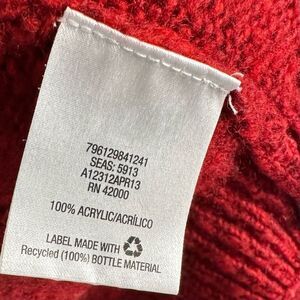 796129841241
SEAS: 5913
A12312APR13
RN 42000
100% ACRYLIC/ACRÍLICO
LABEL MADE WITH
Recycled (100%) BOTTLE MATERIAL